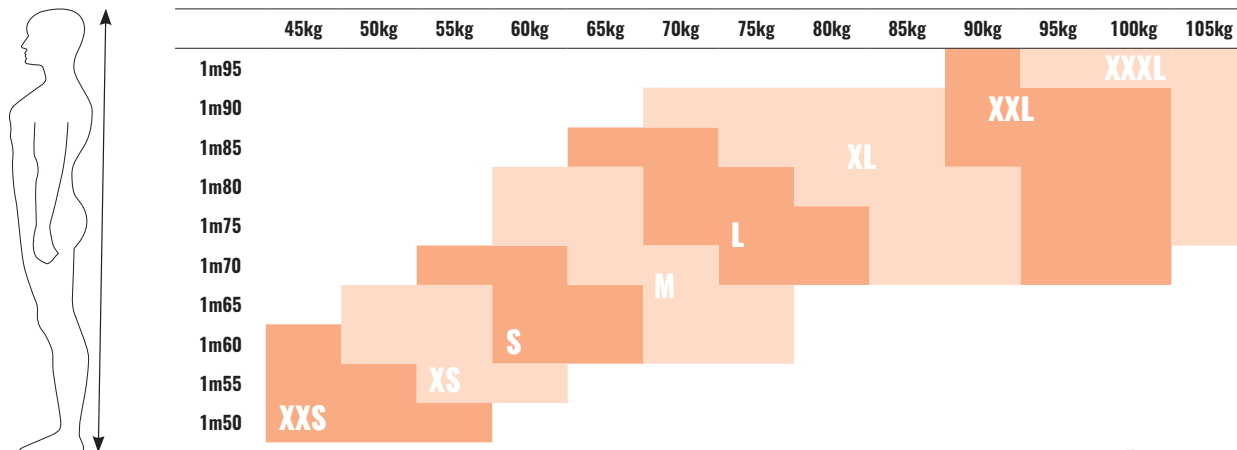 45kg 50kg 55kg 60kg 65kg 70kg 75kg 80kg 85kg 90kg 95kg 100kg 105kg
1m95 XXXL
1m90 XXL
1m85 XL
1m80
1m75 L
1m70 M
1m65
1m60 S
1m55 XS
1m50 XXS